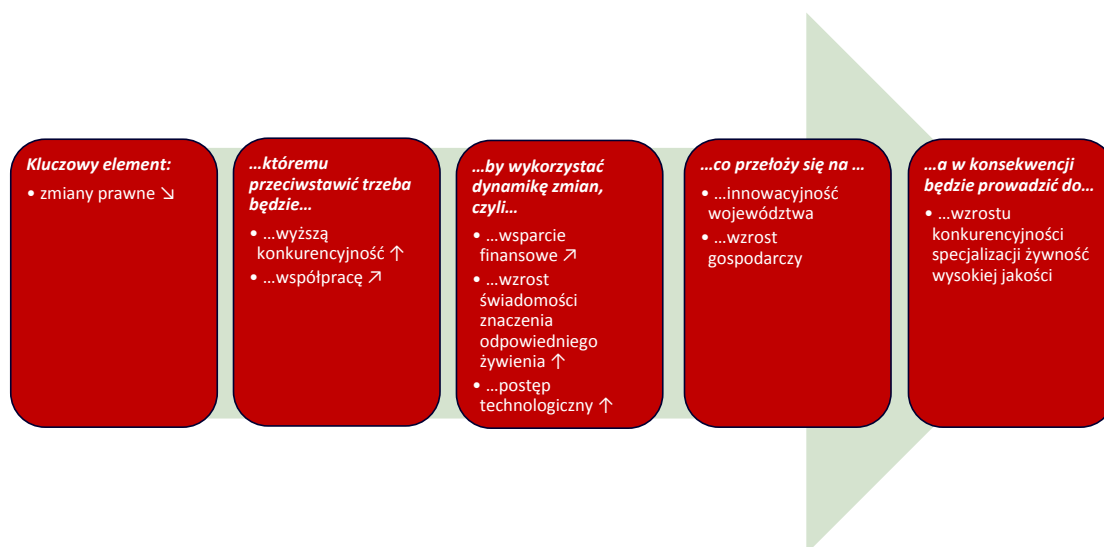 Kluczowy element:
• zmiany prawne ↘
...któremu
przeciwstawić trzeba
będzie...
• ...wyższą
konkurencyjność ↑
• ...współpracę ↗
...by wykorzystać
dynamikę zmian,
czyli...
• ...wsparcie
finansowe ↗
• ...wzrost
świadomości
znaczenia
odpowiedniego
żywienia ↑
• ...postęp
technologiczny ↑
...co przełoży się na ...
• ...innowacyjność
województwa
• ...wzrost
gospodarczy
...a w konsekwencji
będzie prowadzić do...
• ...wzrostu
konkurencyjności
specjalizacji żywność
wysokiej jakości